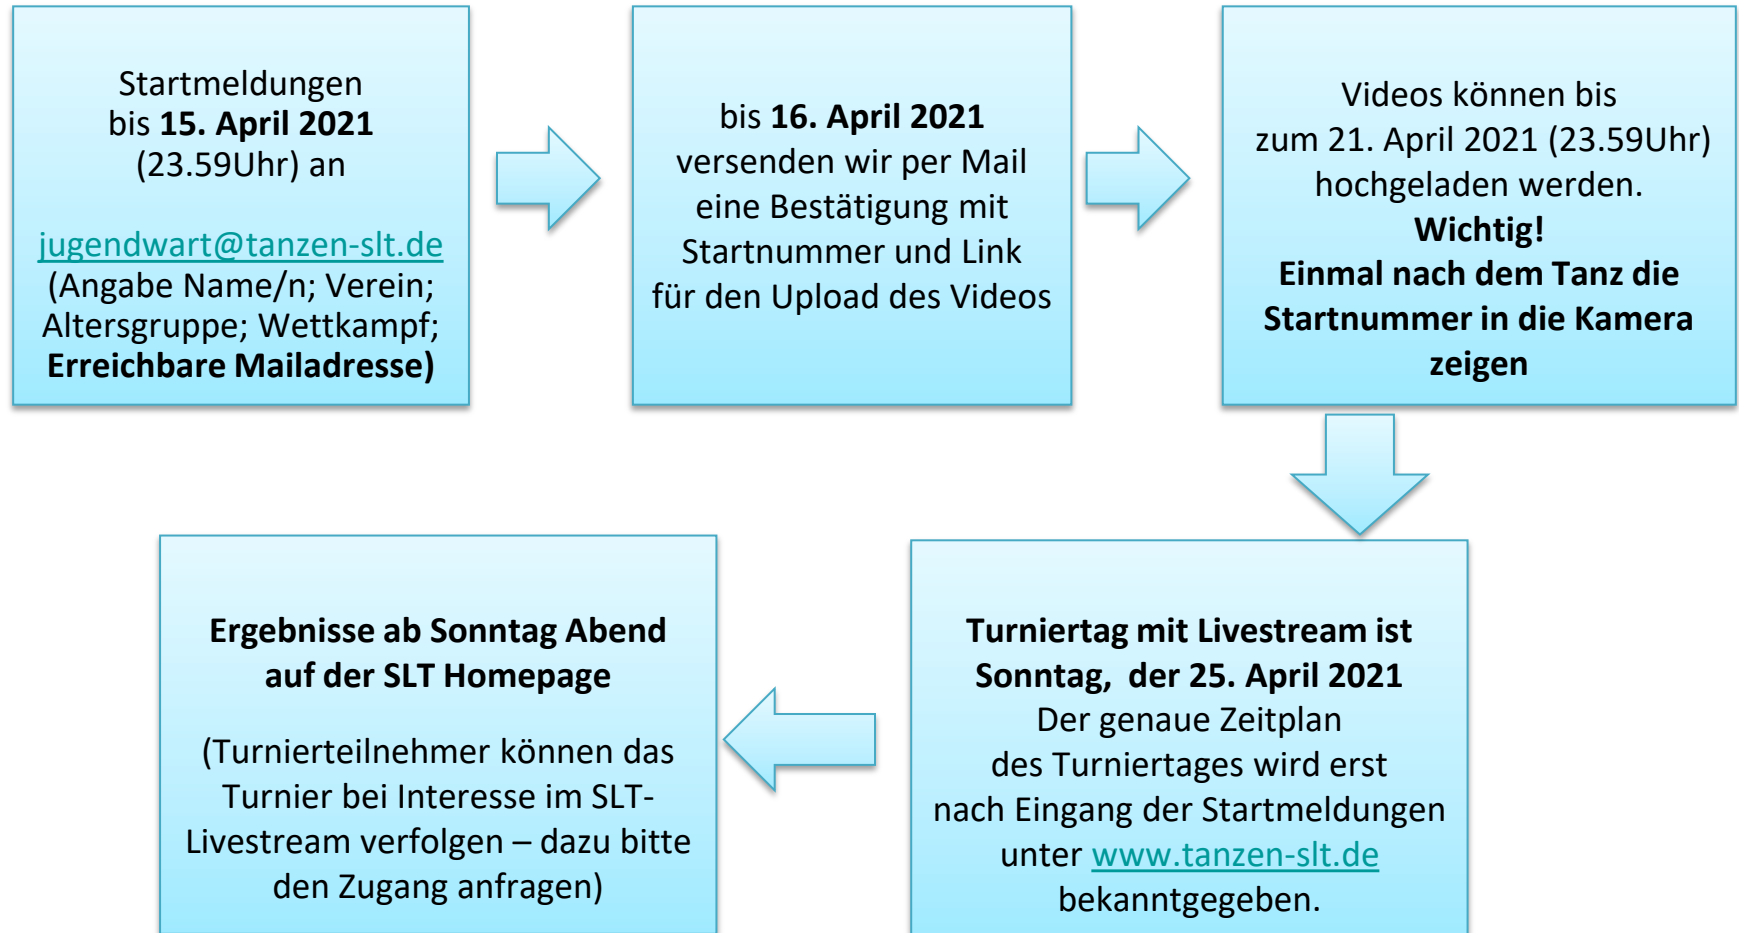 Startmeldungen
bis 15. April 2021
(23.59Uhr) an
jugendwart@tanzen-slt.de
(Angabe Name/n; Verein;
Altersgruppe; Wettkampf;
Erreichbare Mailadresse)
bis 16. April 2021
versenden wir per Mail
eine Bestätigung mit
Startnummer und Link
für den Upload des Videos
Videos können bis
zum 21. April 2021 (23.59Uhr)
hochgeladen werden.
Wichtig!
Einmal nach dem Tanz die
Startnummer in die Kamera
zeigen
Turniertag mit Livestream ist
Sonntag,  der 25. April 2021
Der genaue Zeitplan
des Turniertages wird erst
nach Eingang der Startmeldungen
unter www.tanzen-slt.de
bekanntgegeben.
Ergebnisse ab Sonntag Abend
auf der SLT Homepage
(Turnierteilnehmer können das
Turnier bei Interesse im SLT-
Livestream verfolgen – dazu bitte
den Zugang anfragen)